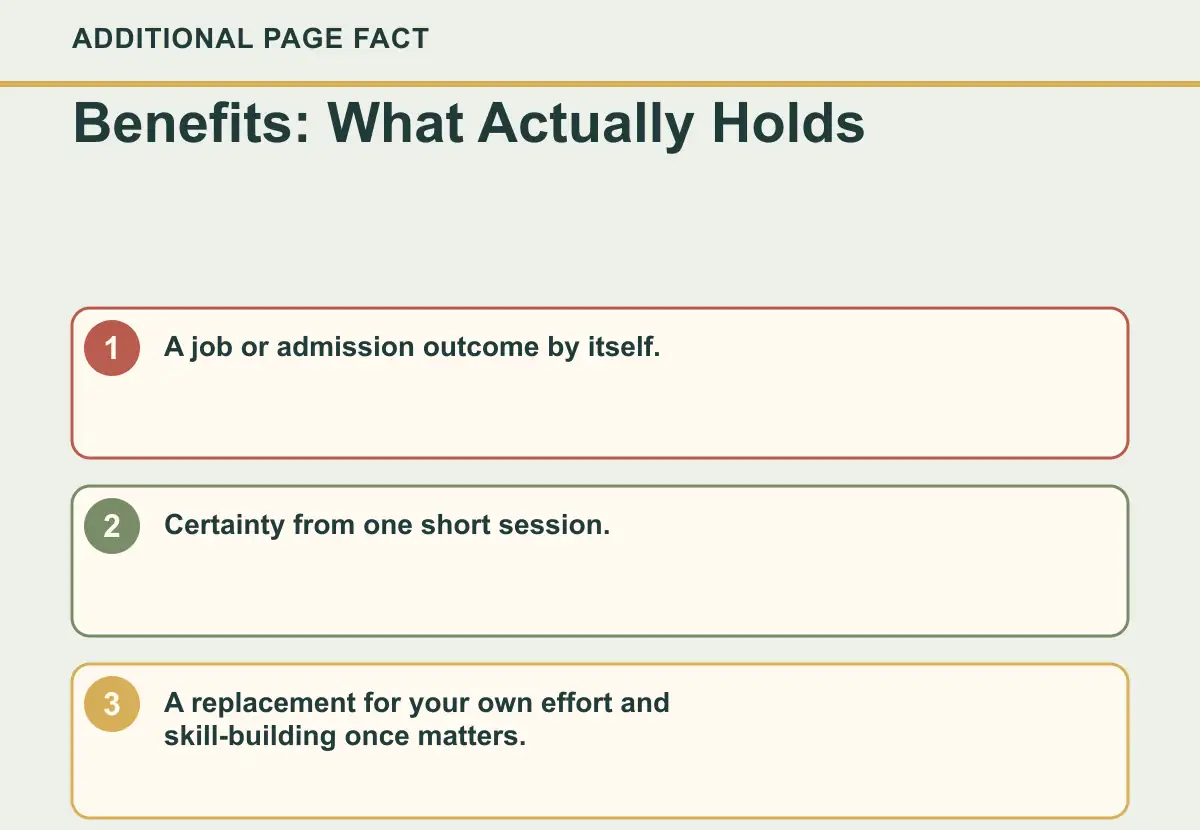 ADDITIONAL PAGE FACT
Benefits: What Actually Holds
1
A job or admission outcome by itself.
2
Certainty from one short session.
3
A replacement for your own effort and
skill-building once matters.